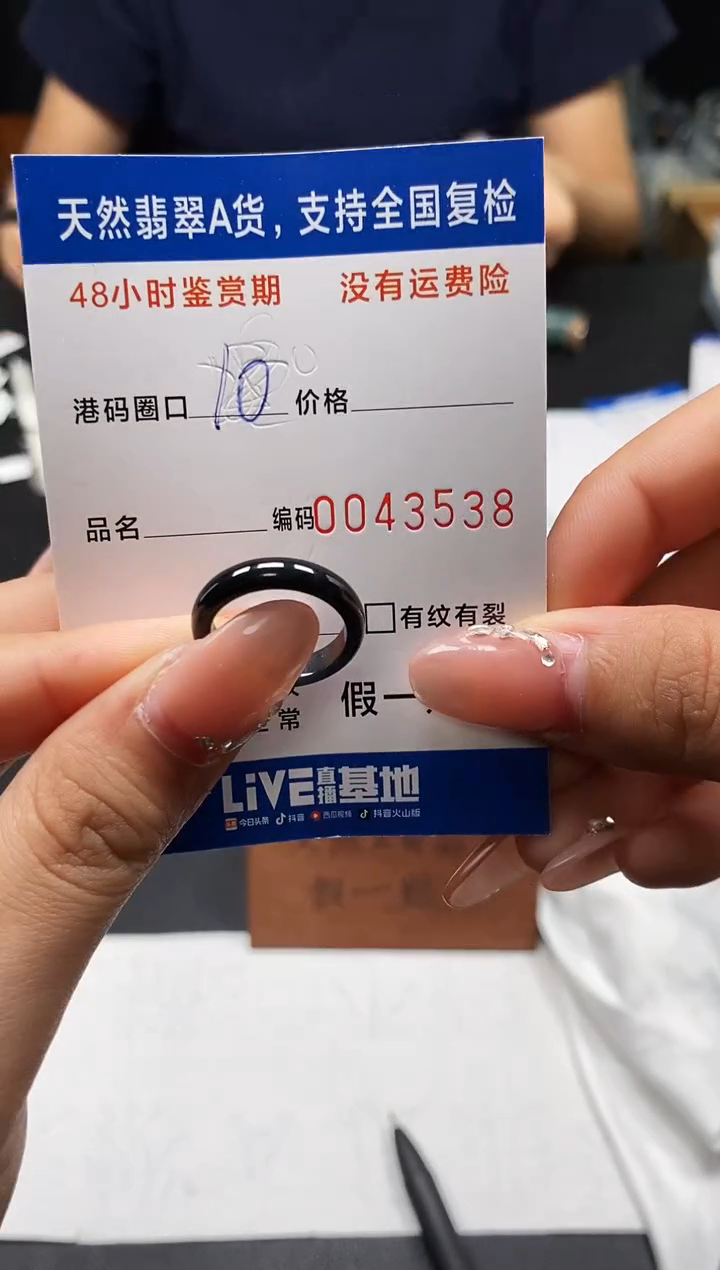 天然翡翠A货，支持全国复检
48小时鉴赏期 没有运费险
港码圈口 10 价格
品名 编码0043538
有纹有裂
假一
常
LiVE直播基地
今日头条 抖音 西瓜视频 抖音火山版
假一